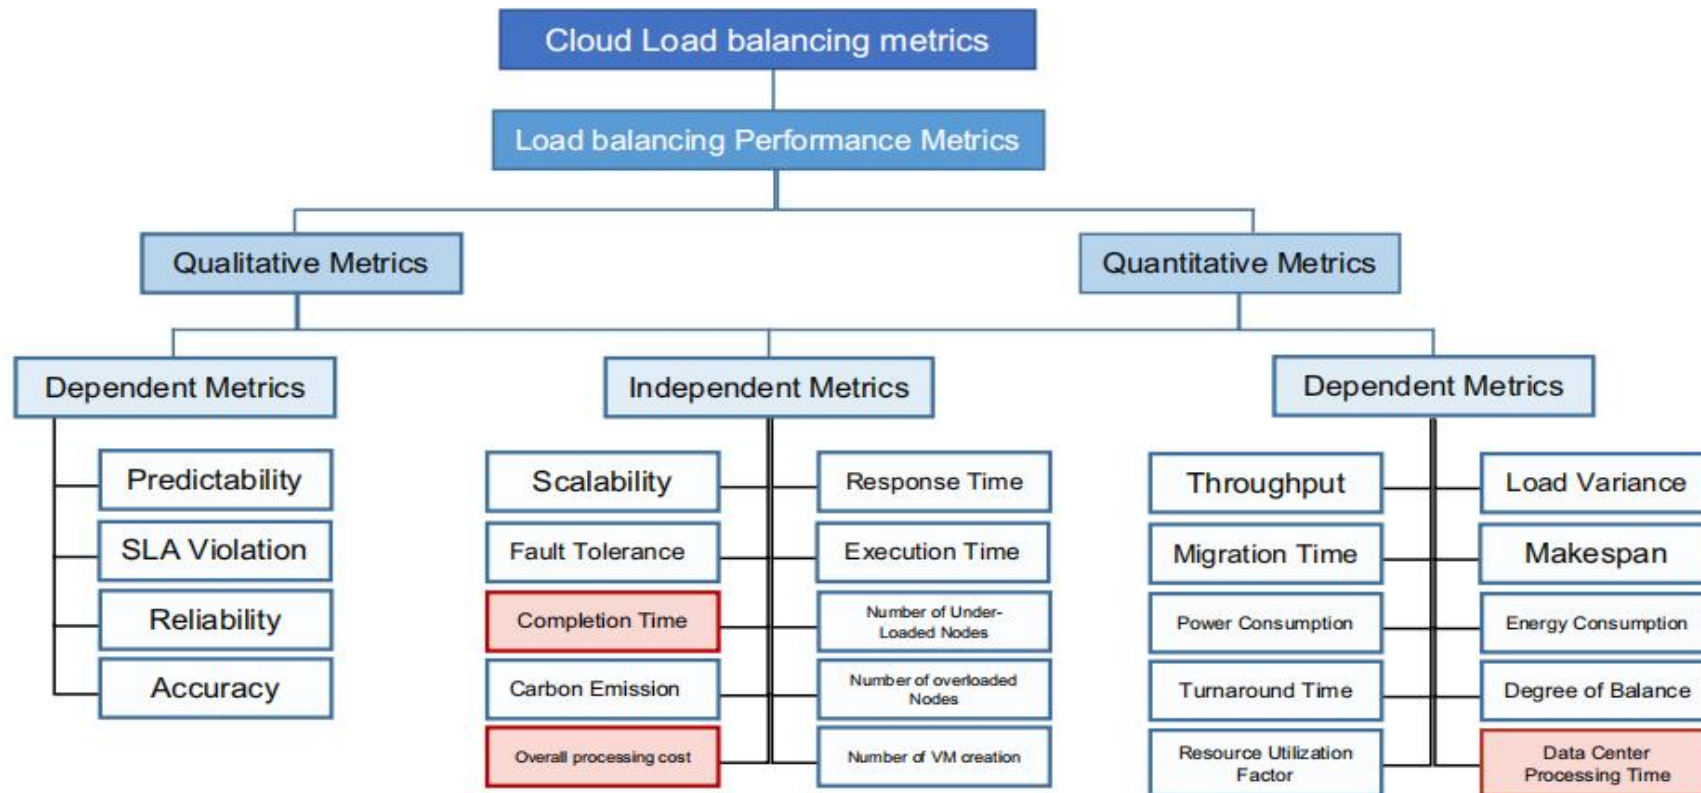 Cloud Load balancing metrics
Load balancing Performance Metrics
Qualitative Metrics
Quantitative Metrics
Dependent Metrics
Predictability
SLA Violation
Reliability
Accuracy
Independent Metrics
Scalability
Fault Tolerance
Completion Time
Carbon Emission
Overall processing cost
Response Time
Execution Time
Number of Under-
Loaded Nodes
Number of overloaded
Nodes
Number of VM creation
Dependent Metrics
Throughput
Migration Time
Power Consumption
Turnaround Time
Resource Utilization
Factor
Load Variance
Makespan
Energy Consumption
Degree of Balance
Data Center
Processing Time